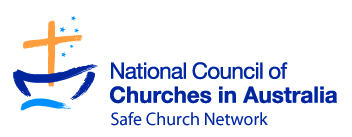 National Council of
Churches in Australia
Safe Church Network